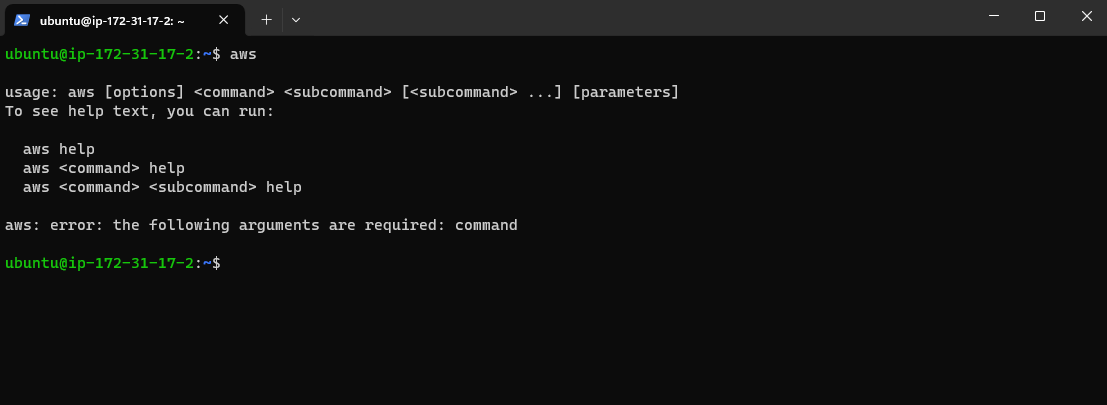 ubuntu@ip-172-31-17-2: ~
ubuntu@ip-172-31-17-2:~$ aws
usage: aws [options] <command> <subcommand> [<subcommand> ...] [parameters]
To see help text, you can run:
aws help
aws <command> help
aws <command> <subcommand> help
aws: error: the following arguments are required: command
ubuntu@ip-172-31-17-2:~$